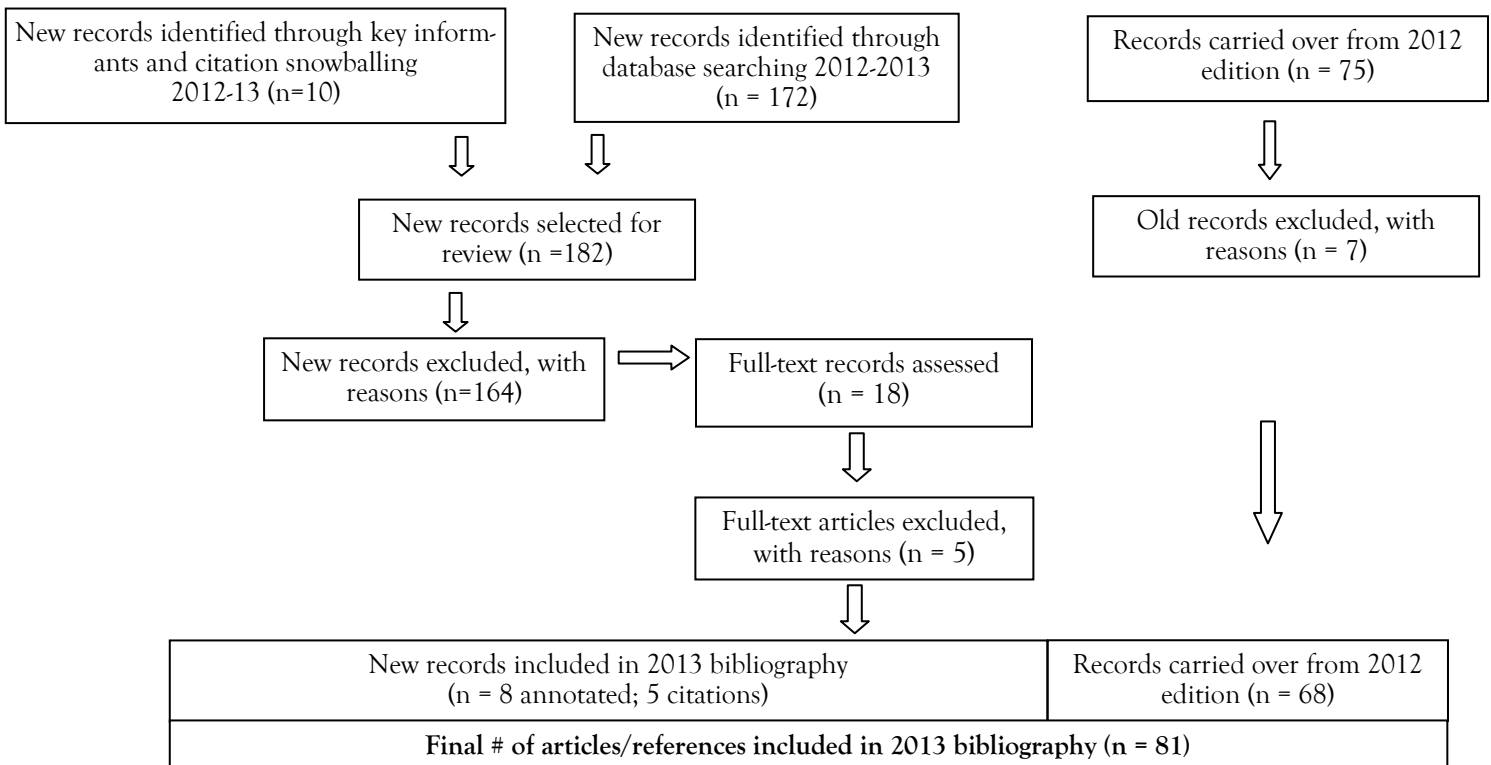 New records identified through key inform-
ants and citation snowballing
2012-13 (n=10)
New records identified through
database searching 2012-2013
(n = 172)
Records carried over from 2012
edition (n = 75)
New records selected for
review (n =182)
Old records excluded, with
reasons (n = 7)
New records excluded, with
reasons (n=164)
Full-text records assessed
(n = 18)
Full-text articles excluded,
with reasons (n = 5)
New records included in 2013 bibliography
(n = 8 annotated; 5 citations)
Records carried over from 2012
edition (n = 68)
Final # of articles/references included in 2013 bibliography (n = 81)